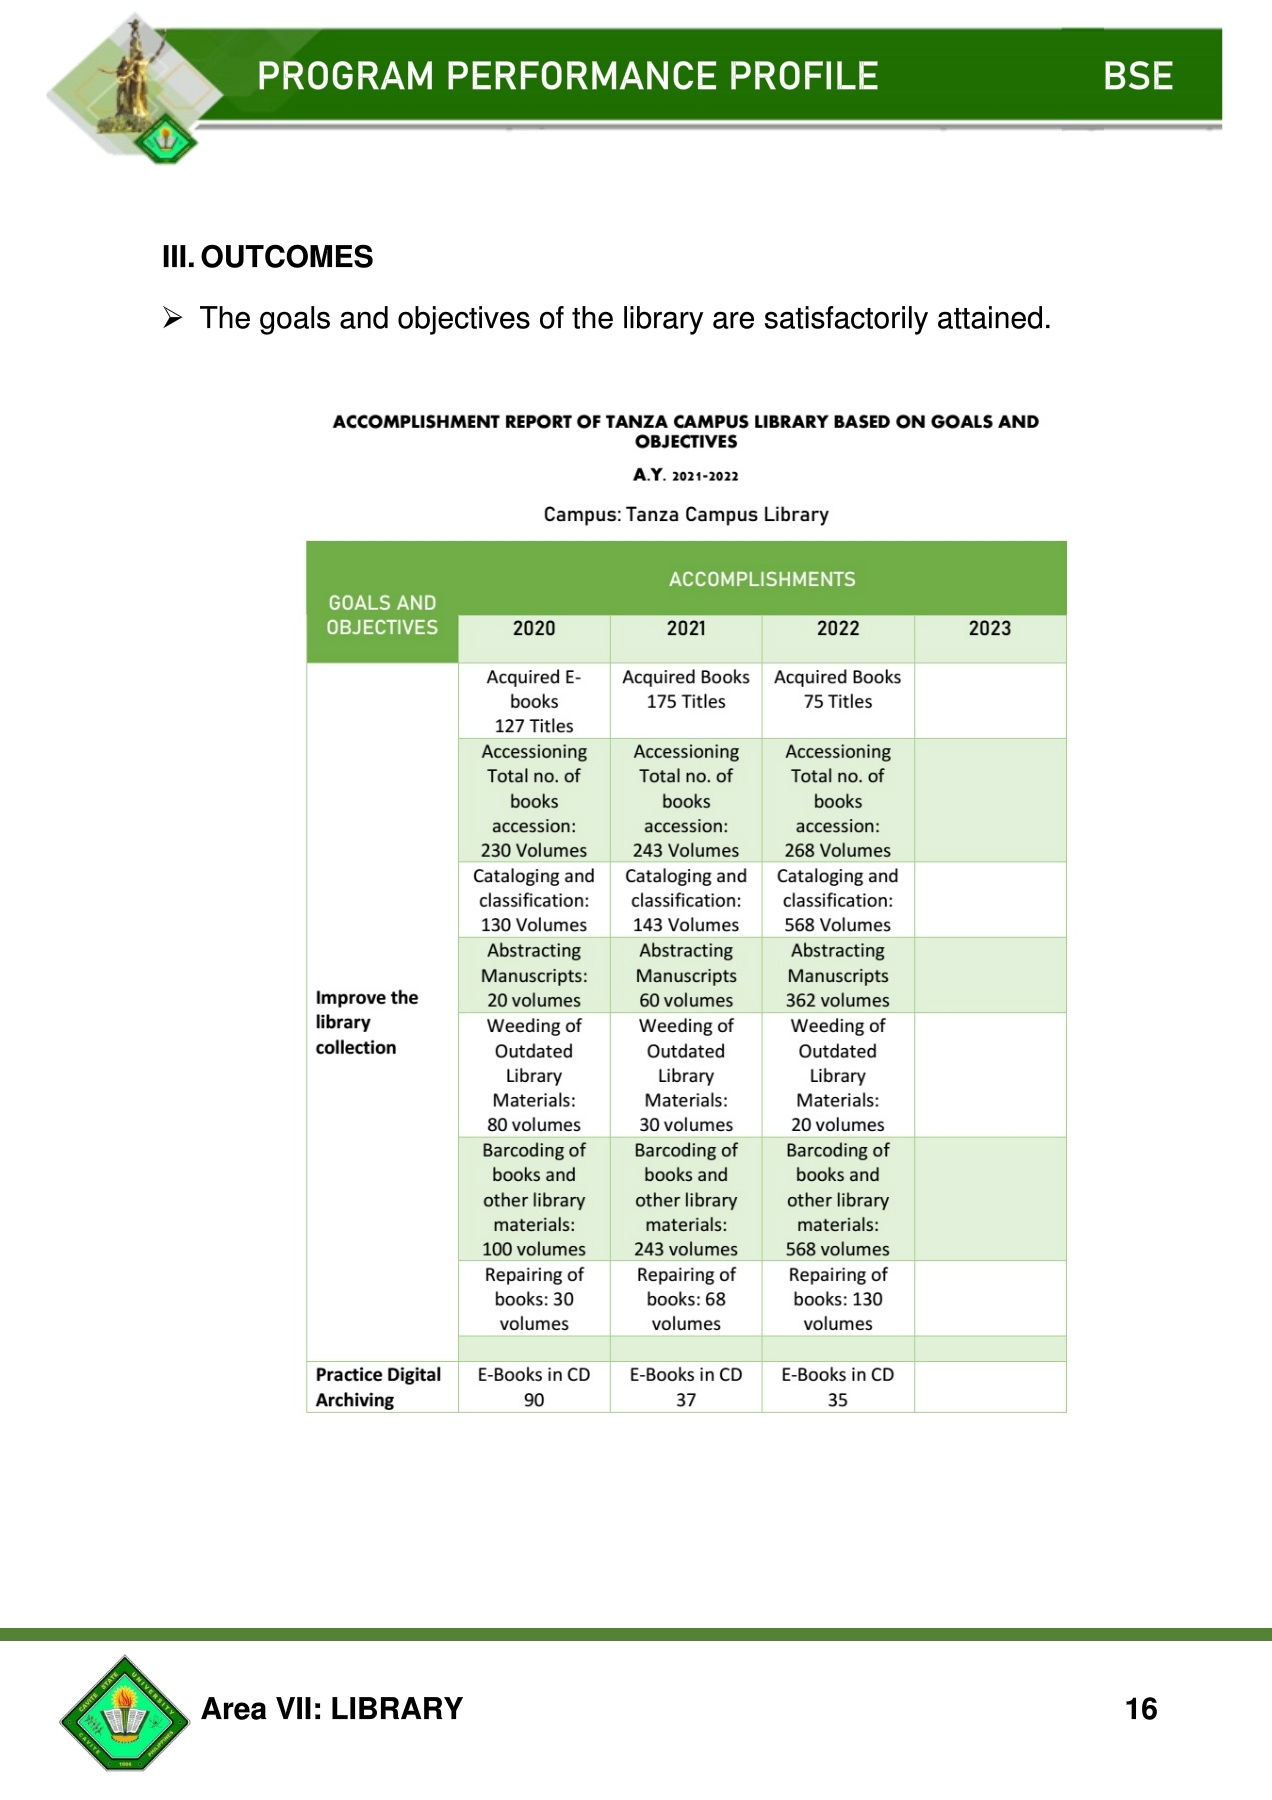 PROGRAM PERFORMANCE PROFILE BSE
III. OUTCOMES
➢ The goals and objectives of the library are satisfactorily attained.
ACCOMPLISHMENT REPORT OF TANZA CAMPUS LIBRARY BASED ON GOALS AND
OBJECTIVES
A.Y. 2021-2022
Campus: Tanza Campus Library
GOALS AND
OBJECTIVES
ACCOMPLISHMENTS
2020 2021 2022 2023
Improve the
library
collection
Acquired E-
books
127 Titles
Acquired Books
175 Titles
Acquired Books
75 Titles
Accessioning
Total no. of
books
accession:
230 Volumes
Accessioning
Total no. of
books
accession:
243 Volumes
Accessioning
Total no. of
books
accession:
268 Volumes
Cataloging and
classification:
130 Volumes
Cataloging and
classification:
143 Volumes
Cataloging and
classification:
568 Volumes
Abstracting
Manuscripts:
20 volumes
Abstracting
Manuscripts
60 volumes
Abstracting
Manuscripts
362 volumes
Weeding of
Outdated
Library
Materials:
80 volumes
Weeding of
Outdated
Library
Materials:
30 volumes
Weeding of
Outdated
Library
Materials:
20 volumes
Barcoding of
books and
other library
materials:
100 volumes
Barcoding of
books and
other library
materials:
243 volumes
Barcoding of
books and
other library
materials:
568 volumes
Repairing of
books: 30
volumes
Repairing of
books: 68
volumes
Repairing of
books: 130
volumes
Practice Digital
Archiving
E-Books in CD
90
E-Books in CD
37
E-Books in CD
35
CAVITE STATE UNIVERSITY
CAVITE PHILIPPINES
1906
Area VII: LIBRARY 16